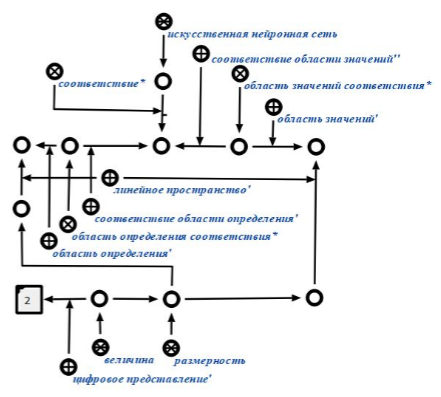 искусственная нейронная сеть
соответствие области значений"
соответствие*
область значений соответствия*
область значений'
линейное пространство'
соответствие области определения'
область определения соответствия*
область определения'
2
величина
размерность
цифровое представление'